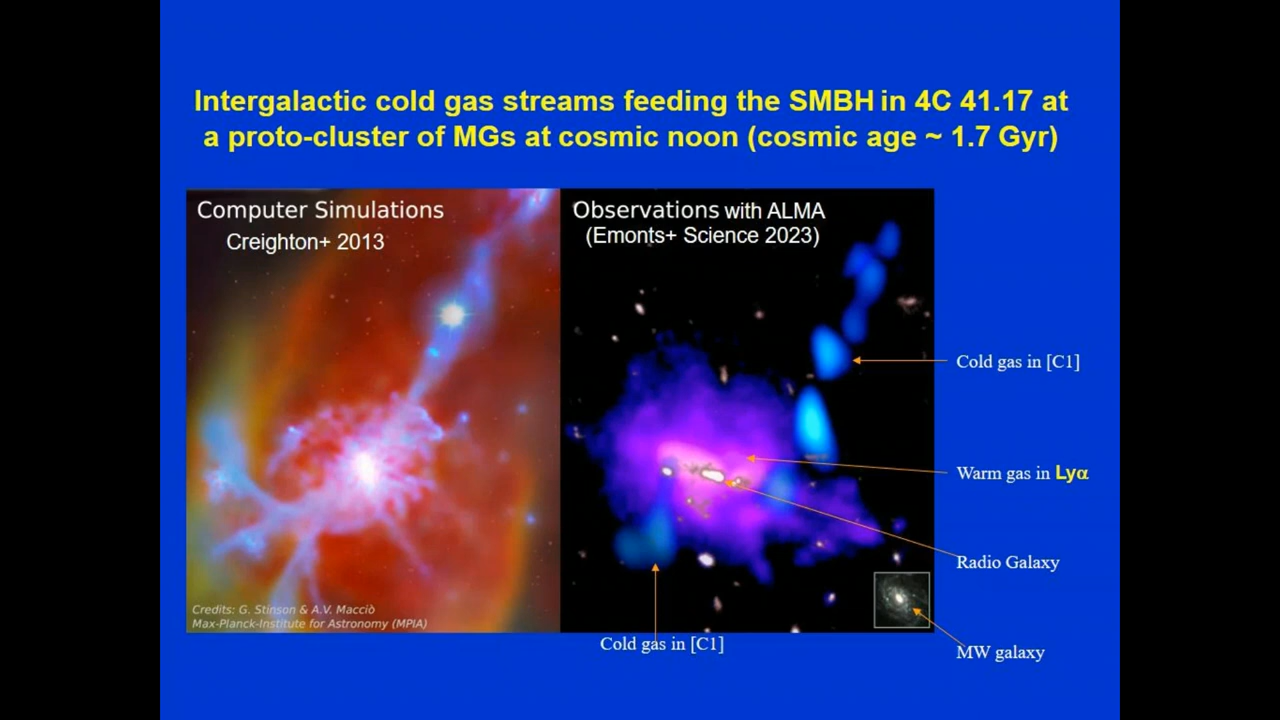 Intergalactic cold gas streams feeding the SMBH in 4C 41.17 at
a proto-cluster of MGs at cosmic noon (cosmic age ~ 1.7 Gyr)
Computer Simulations
Creighton+ 2013
Observations with ALMA
(Emonts+ Science 2023)
Cold gas in [C1]
Warm gas in Lyα
Radio Galaxy
Credits: G. Stinson & A.V. Macciò
Max-Planck-Institute for Astronomy (MPIA)
Cold gas in [C1]
MW galaxy